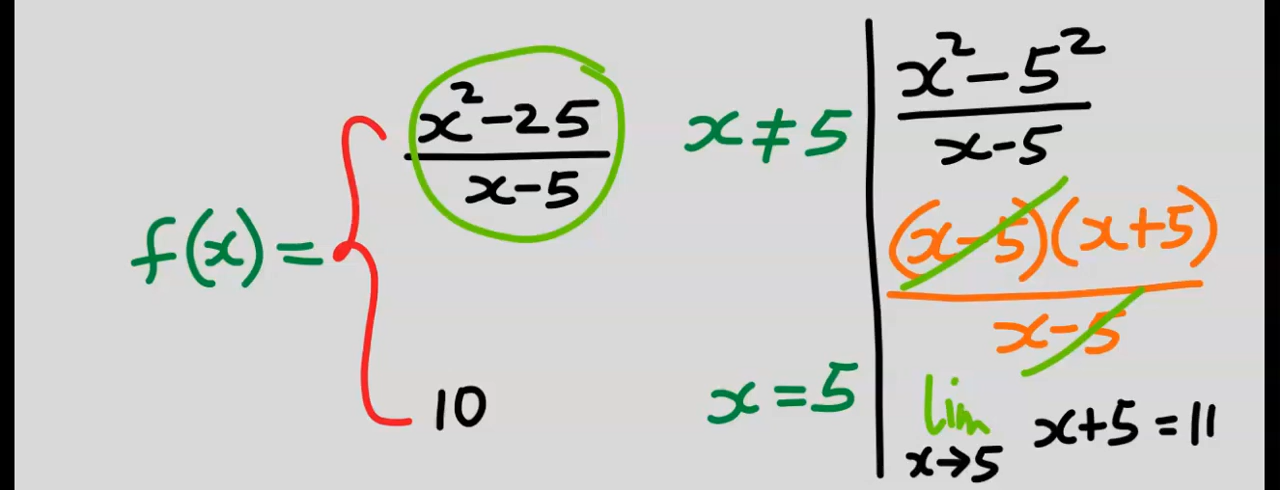 f(x) = { (x² - 25)/(x - 5)  x ≠ 5
10  x = 5
(x² - 5²)/(x - 5)
(x - 5)(x + 5)/(x - 5)
lim x→5 x + 5 = 11